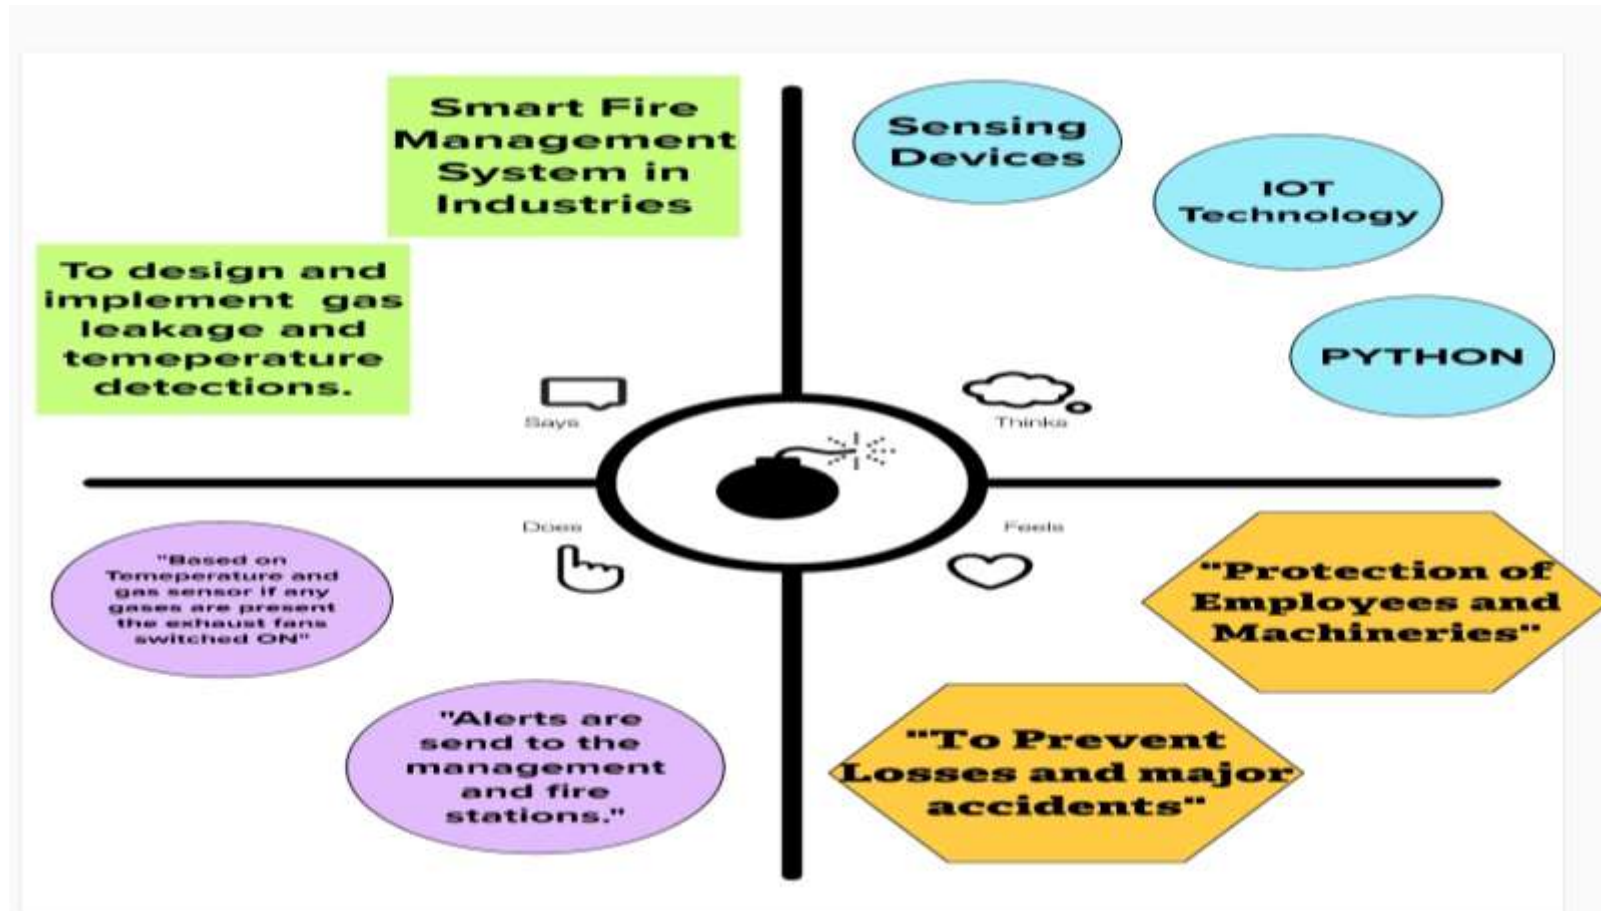 Smart Fire
Management
System in
Industries
To design and
implement gas
leakage and
temeperature
detections.
Says
Sensing
Devices
IOT
Technology
PYTHON
Thinks
Does
"Based on
Temeperature and
gas sensor if any
gases are present
the exhaust fans
switched ON"
"Alerts are
send to the
management
and fire
stations."
Feels
"Protection of
Employees and
Machineries"
"To Prevent
Losses and major
accidents"